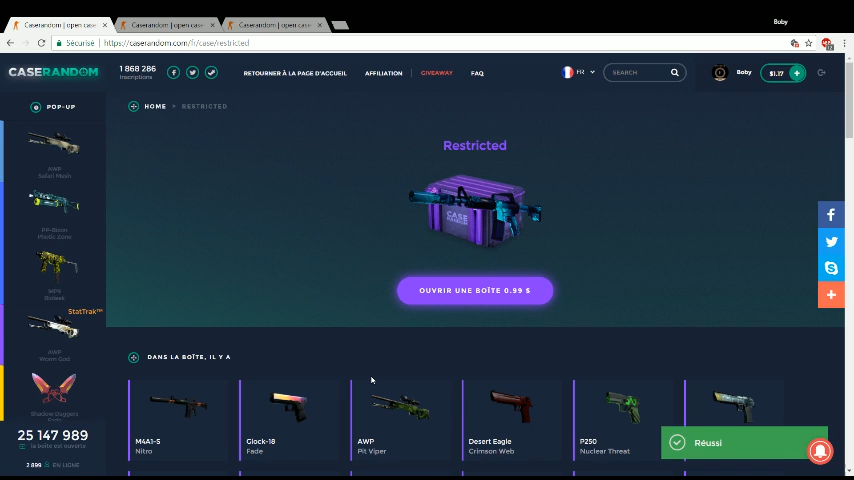 Caserandom | open case
Caserandom | open case
Caserandom | open case
Boby
Sécurisé
https://caserandom.com/fr/case/restricted
CASERANDOM
1 868 286
Inscriptions
RETOURNER À LA PAGE D'ACCUEIL
AFFILIATION
GIVEAWAY
FAQ
FR
SEARCH
Boby
$1.17
POP-UP
HOME > RESTRICTED
Restricted
AWP
Safari Mesh
PP-Bizon
Photic Zone
MP9
StatTrak™
AWP
Worm God
Shadow Daggers
Fade
CASE
OUVRIR UNE BOÎTE 0.99 $
DANS LA BOÎTE, IL Y A
M4A1-S
Nitro
Glock-18
Fade
AWP
Pit Viper
Desert Eagle
Crimson Web
P250
Nuclear Threat
Réussi
25 147 989
la boîte est ouverte
2 899 EN LIGNE